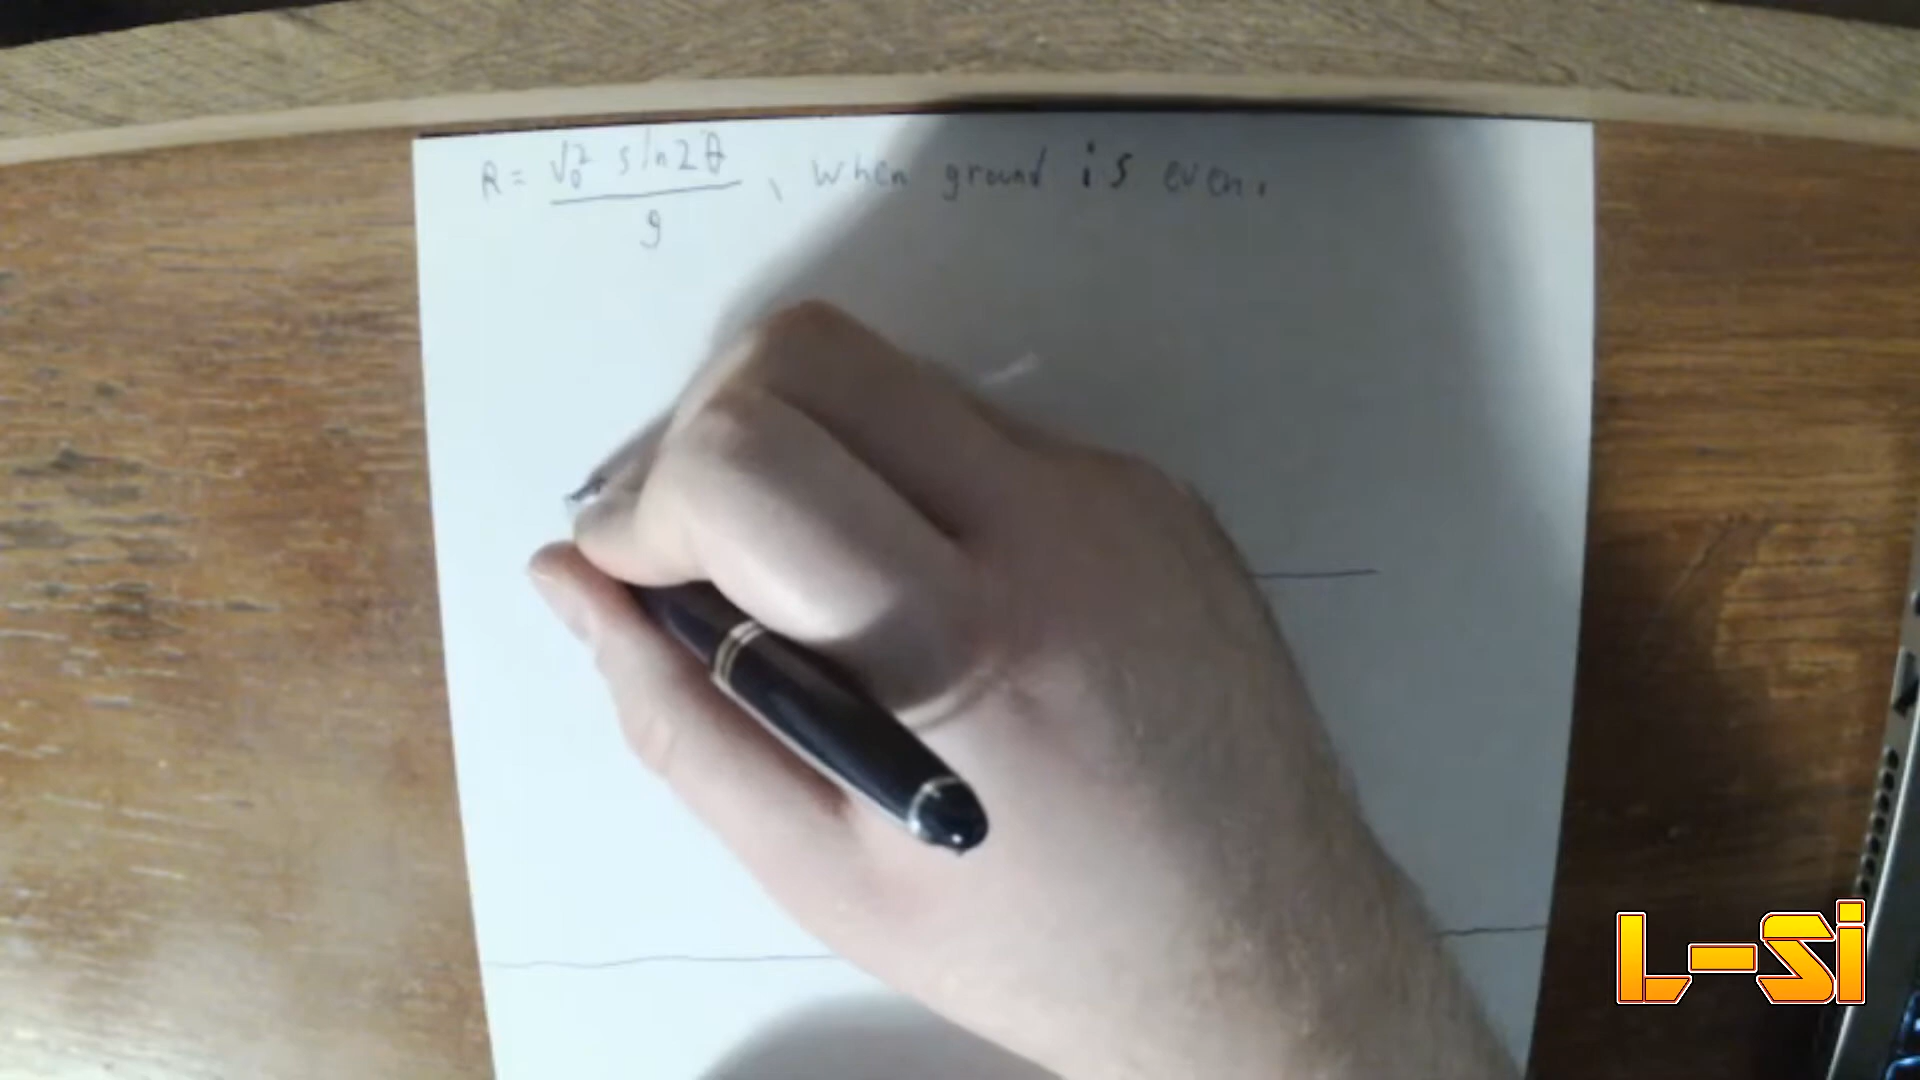 R = V₀² sin2θ / g , when ground is even.
L-Si